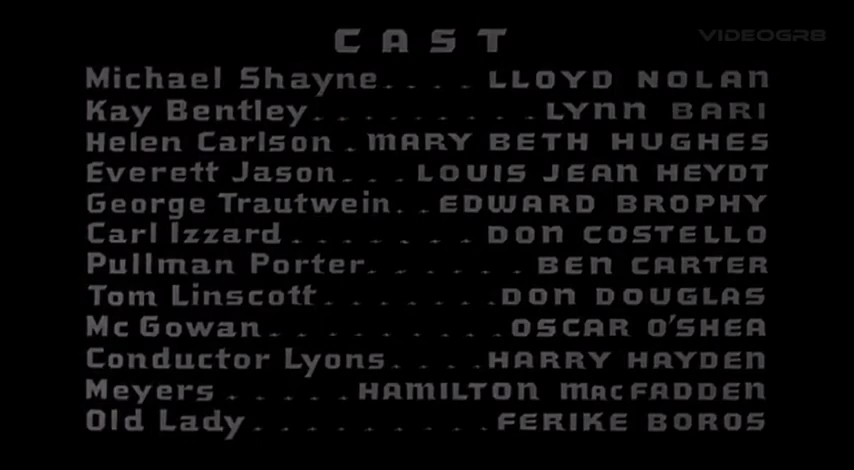 CAST
VIDEOGR8
Michael Shayne.... LLOYD NOLAN
Kay Bentley......... LYNN BARI
Helen Carlson . MARY BETH HUGHES
Everett Jason... LOUIS JEAN HEYDT
George Trautwein.. EDWARD BROPHY
Carl Izzard....... DON COSTELLO
Pullman Porter...... BEN CARTER
Tom Linscott....... DON DOUGLAS
Mc Gowan......... OSCAR O'SHEA
Conductor Lyons.... HARRY HAYDEN
Meyers ..... HAMILTON MacFADDEN
Old Lady......... FERIKE BOROS